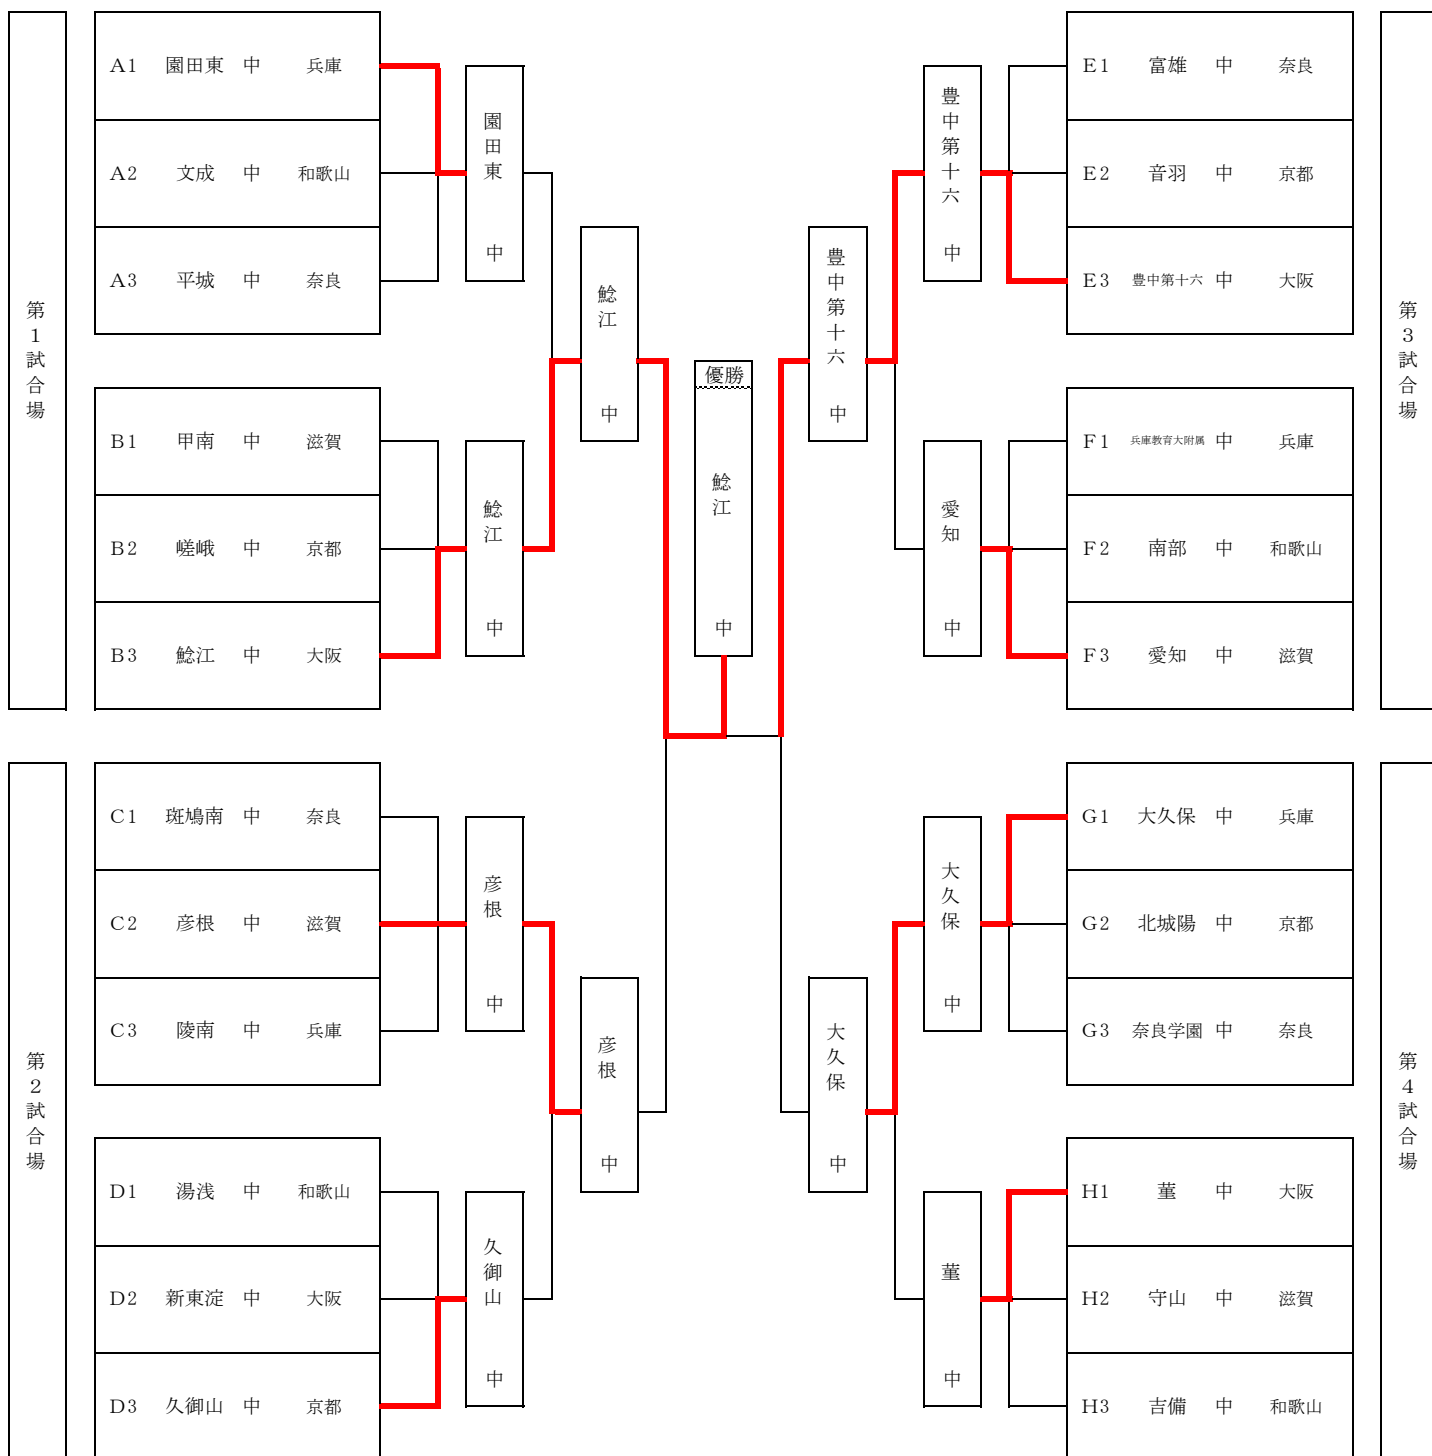 第1試合場
A1 園田東 中 兵庫
A2 文成 中 和歌山
A3 平城 中 奈良
B1 甲南 中 滋賀
B2 嵯峨 中 京都
B3 鯰江 中 大阪
園田東 中
鯰江 中
鯰江 中
第2試合場
C1 斑鳩南 中 奈良
C2 彦根 中 滋賀
C3 陵南 中 兵庫
D1 湯浅 中 和歌山
D2 新東淀 中 大阪
D3 久御山 中 京都
彦根 中
久御山 中
彦根 中
優勝
鯰江 中
豊中第十六 中
豊中第十六 中
愛知 中
E1 富雄 中 奈良
E2 音羽 中 京都
E3 豊中第十六 中 大阪
F1 兵庫教育大附属 中 兵庫
F2 南部 中 和歌山
F3 愛知 中 滋賀
第3試合場
大久保 中
大久保 中
菫 中
G1 大久保 中 兵庫
G2 北城陽 中 京都
G3 奈良学園 中 奈良
H1 菫 中 大阪
H2 守山 中 滋賀
H3 吉備 中 和歌山
第4試合場